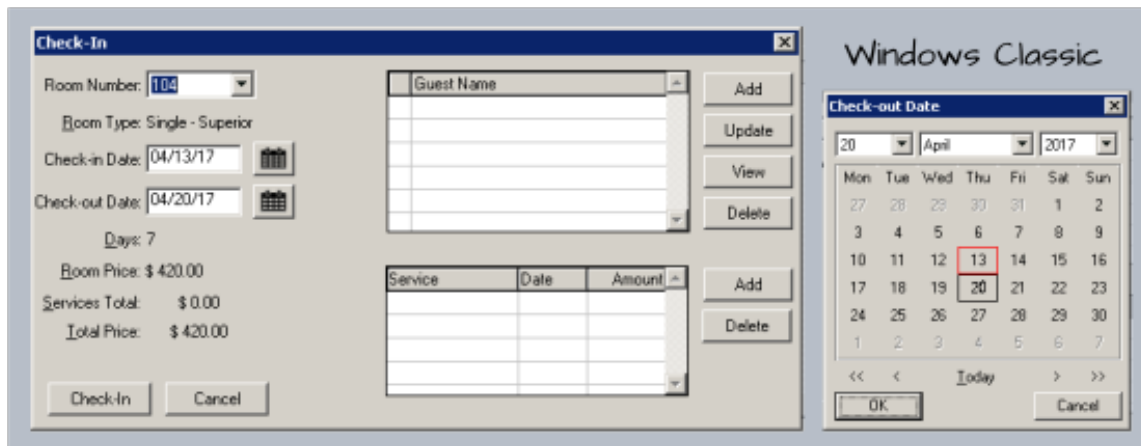 Check-In
Room Number: 104
Room Type: Single - Superior
Check-in Date: 04/13/17
Check-out Date: 04/20/17
Days: 7
Room Price: $ 420.00
Services Total: $ 0.00
Total Price: $ 420.00
Check-In Cancel
Guest Name
Add
Update
View
Delete
Service Date Amount
Add
Delete
Windows Classic
Check-out Date
20 April 2017
Mon Tue Wed Thu Fri Sat Sun
27 28 29 30 31 1 2
3 4 5 6 7 8 9
10 11 12 13 14 15 16
17 18 19 20 21 22 23
24 25 26 27 28 29 30
1 2 3 4 5 6 7
<< < Today > >>
OK Cancel